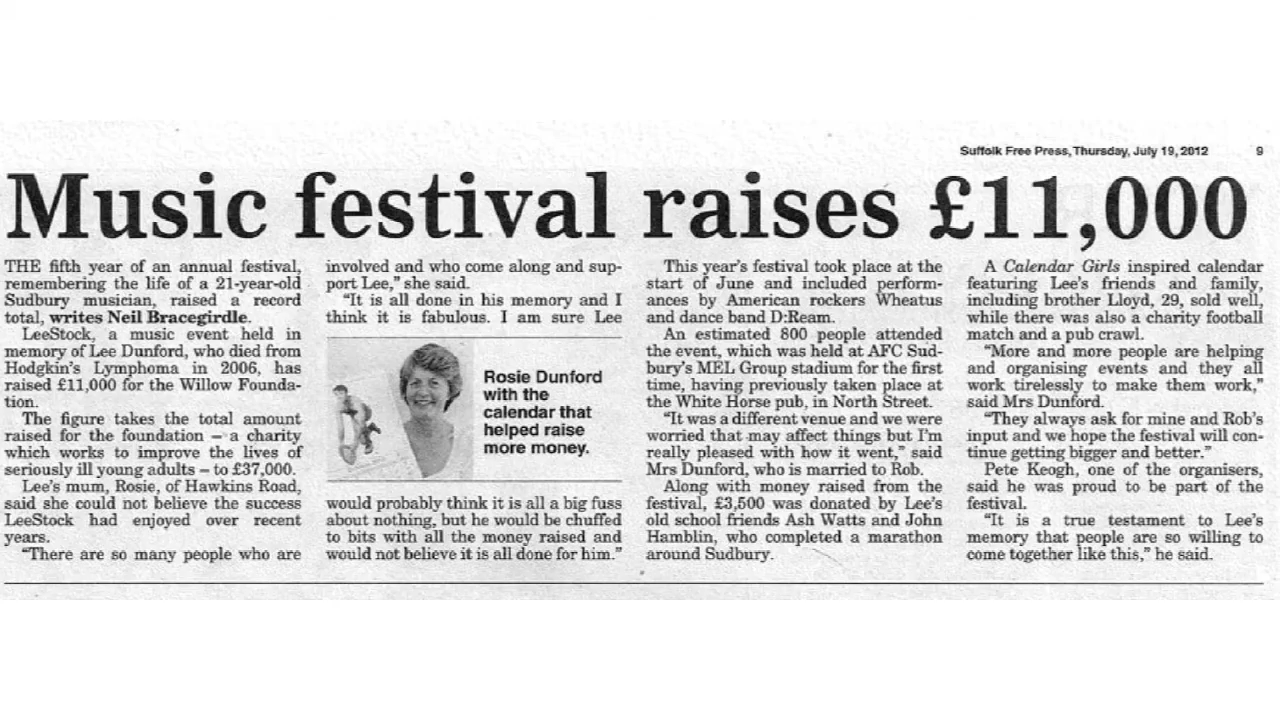 Suffolk Free Press, Thursday, July 19, 2012 9
Music festival raises £11,000
THE fifth year of an annual festival,
remembering the life of a 21-year-old
Sudbury musician, raised a record
total, writes Neil Bracegirdle.
LeeStock, a music event held in
memory of Lee Dunford, who died from
Hodgkin's Lymphoma in 2006, has
raised £11,000 for the Willow Founda-
tion.
The figure takes the total amount
raised for the foundation – a charity
which works to improve the lives of
seriously ill young adults – to £37,000.
Lee's mum, Rosie, of Hawkins Road,
said she could not believe the success
LeeStock had enjoyed over recent
years.
"There are so many people who are
involved and who come along and sup-
port Lee," she said.
"It is all done in his memory and I
think it is fabulous. I am sure Lee
Rosie Dunford
with the
calendar that
helped raise
more money.
would probably think it is all a big fuss
about nothing, but he would be chuffed
to bits with all the money raised and
would not believe it is all done for him."
This year's festival took place at the
start of June and included perform-
ances by American rockers Wheatus
and dance band D:Ream.
An estimated 800 people attended
the event, which was held at AFC Sud-
bury's MEL Group stadium for the first
time, having previously taken place at
the White Horse pub, in North Street.
"It was a different venue and we were
worried that may affect things but I'm
really pleased with how it went," said
Mrs Dunford, who is married to Rob.
Along with money raised from the
festival, £3,500 was donated by Lee's
old school friends Ash Watts and John
Hamblin, who completed a marathon
around Sudbury.
A Calendar Girls inspired calendar
featuring Lee's friends and family,
including brother Lloyd, 29, sold well,
while there was also a charity football
match and a pub crawl.
"More and more people are helping
and organising events and they all
work tirelessly to make them work,"
said Mrs Dunford.
"They always ask for mine and Rob's
input and we hope the festival will con-
tinue getting bigger and better."
Pete Keogh, one of the organisers,
said he was proud to be part of the
festival.
"It is a true testament to Lee's
memory that people are so willing to
come together like this," he said.